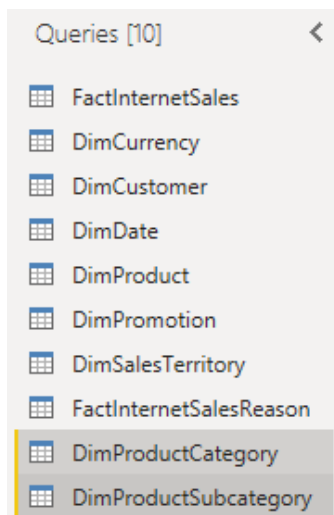 Queries [10]
FactInternetSales
DimCurrency
DimCustomer
DimDate
DimProduct
DimPromotion
DimSalesTerritory
FactInternetSalesReason
DimProductCategory
DimProductSubcategory